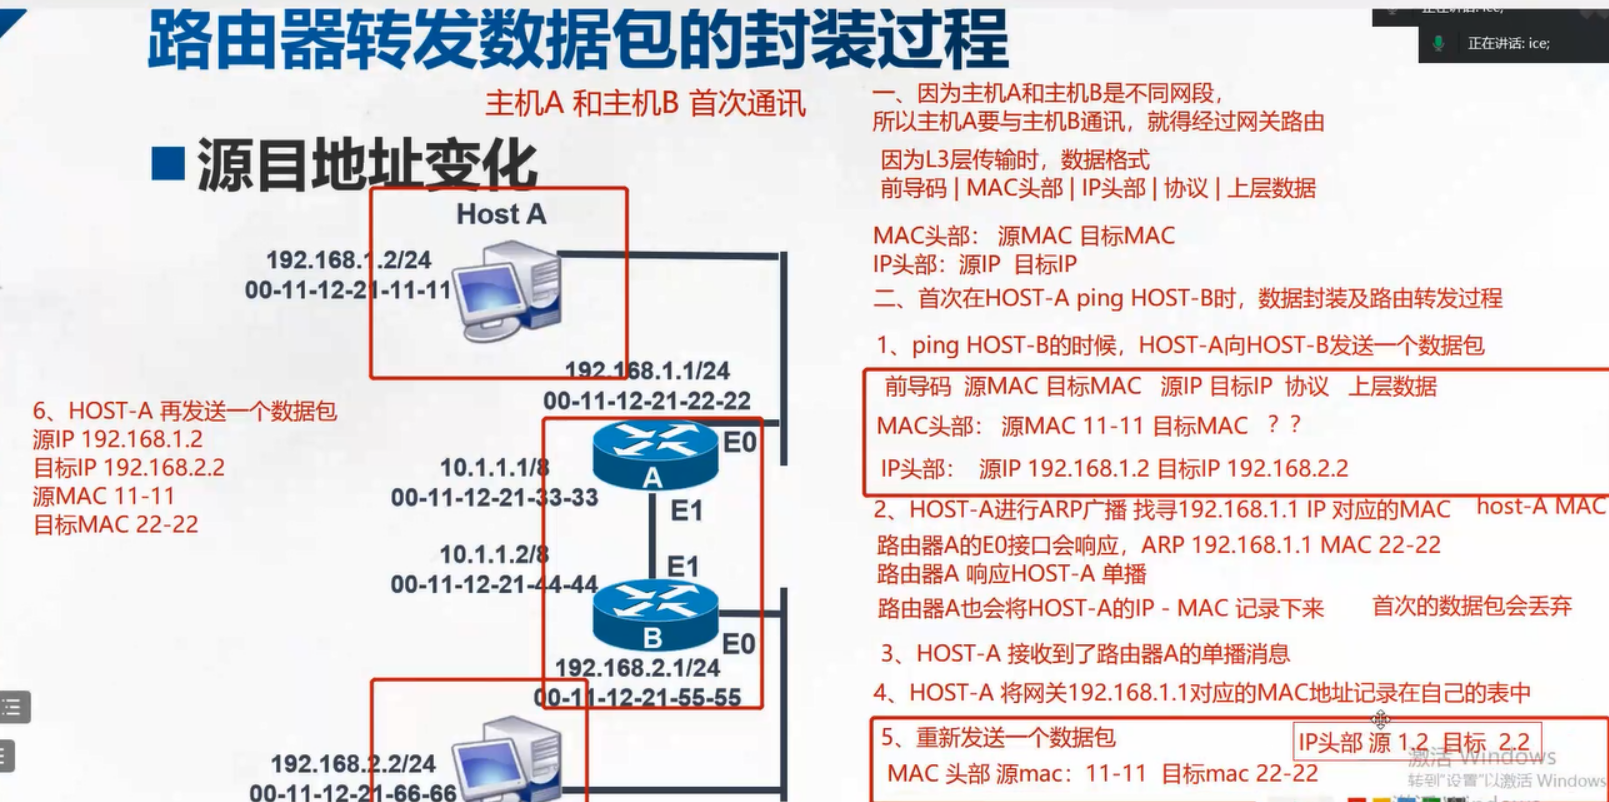 正在讲话: ice;
正在讲话: ice;
路由器转发数据包的封装过程
主机A 和主机B 首次通讯
源目地址变化
Host A
192.168.1.2/24
00-11-12-21-11-11
192.168.1.1/24
00-11-12-21-22-22
E0
A
10.1.1.1/8
00-11-12-21-33-33
E1
10.1.1.2/8
00-11-12-21-44-44
E1
B
E0
192.168.2.1/24
00-11-12-21-55-55
192.168.2.2/24
00-11-12-21-66-66
6、HOST-A 再发送一个数据包
源IP 192.168.1.2
目标IP 192.168.2.2
源MAC 11-11
目标MAC 22-22
一、因为主机A和主机B是不同网段，
所以主机A要与主机B通讯，就得经过网关路由
因为L3层传输时，数据格式
前导码 | MAC头部 | IP头部 | 协议 | 上层数据
MAC头部： 源MAC 目标MAC
IP头部：源IP 目标IP
二、首次在HOST-A ping HOST-B时，数据封装及路由转发过程
1、ping HOST-B的时候，HOST-A向HOST-B发送一个数据包
前导码 源MAC 目标MAC 源IP 目标IP 协议 上层数据
MAC头部： 源MAC 11-11 目标MAC ？？
IP头部： 源IP 192.168.1.2 目标IP 192.168.2.2
2、HOST-A进行ARP广播 找寻192.168.1.1 IP 对应的MAC host-A MAC
路由器A的E0接口会响应，ARP 192.168.1.1 MAC 22-22
路由器A 响应HOST-A 单播
路由器A也会将HOST-A的IP - MAC 记录下来 首次的数据包会丢弃
3、HOST-A 接收到了路由器A的单播消息
4、HOST-A 将网关192.168.1.1对应的MAC地址记录在自己的表中
5、重新发送一个数据包 IP头部 源 1.2 目标 2.2
MAC 头部 源mac：11-11 目标mac 22-22
激活 Windows
转到"设置"以激活 Windows